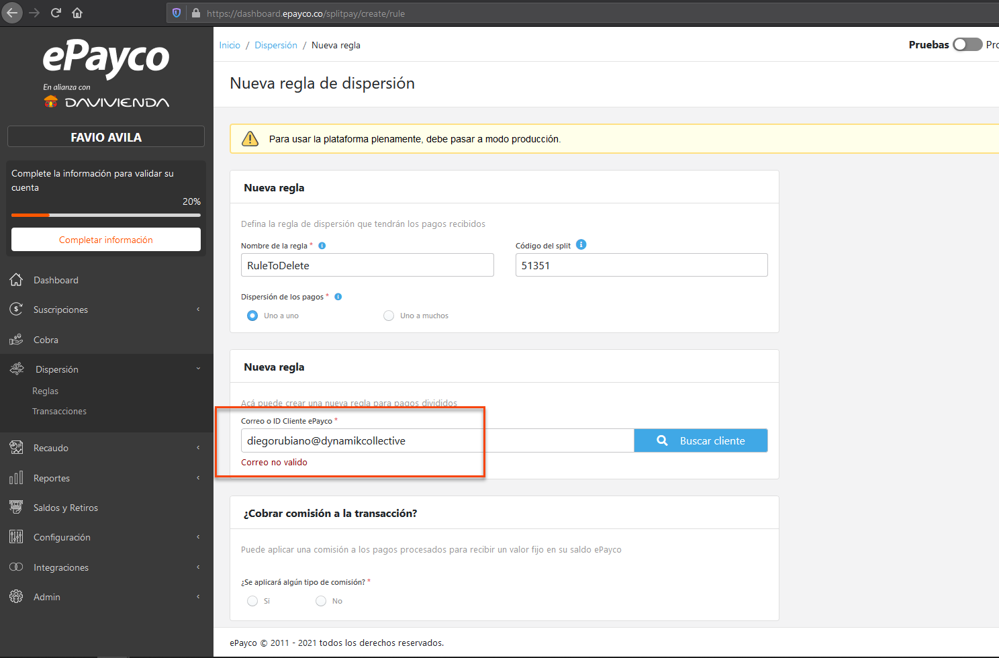 https://dashboard.epayco.co/splitpay/create/rule
ePayco
En alianza con
DAVIVIENDA
FAVIO AVILA
Complete la información para validar su
cuenta
20%
Completar información
Dashboard
Suscripciones
Cobra
Dispersión
Reglas
Transacciones
Recaudo
Reportes
Saldos y Retiros
Configuración
Integraciones
Admin
Inicio / Dispersión / Nueva regla
Pruebas
Pro
Nueva regla de dispersión
Para usar la plataforma plenamente, debe pasar a modo producción.
Nueva regla
Defina la regla de dispersión que tendrán los pagos recibidos
Nombre de la regla *
Código del split
RuleToDelete
51351
Dispersión de los pagos *
Uno a uno
Uno a muchos
Nueva regla
Acá puede crear una nueva regla para pagos divididos
Correo o ID Cliente ePayco *
diegorubiano@dynamikcollective
Buscar cliente
Correo no valido
¿Cobrar comisión a la transacción?
Puede aplicar una comisión a los pagos procesados para recibir un valor fijo en su saldo ePayco
¿Se aplicará algún tipo de comisión? *
Si
No
ePayco © 2011 - 2021 todos los derechos reservados.